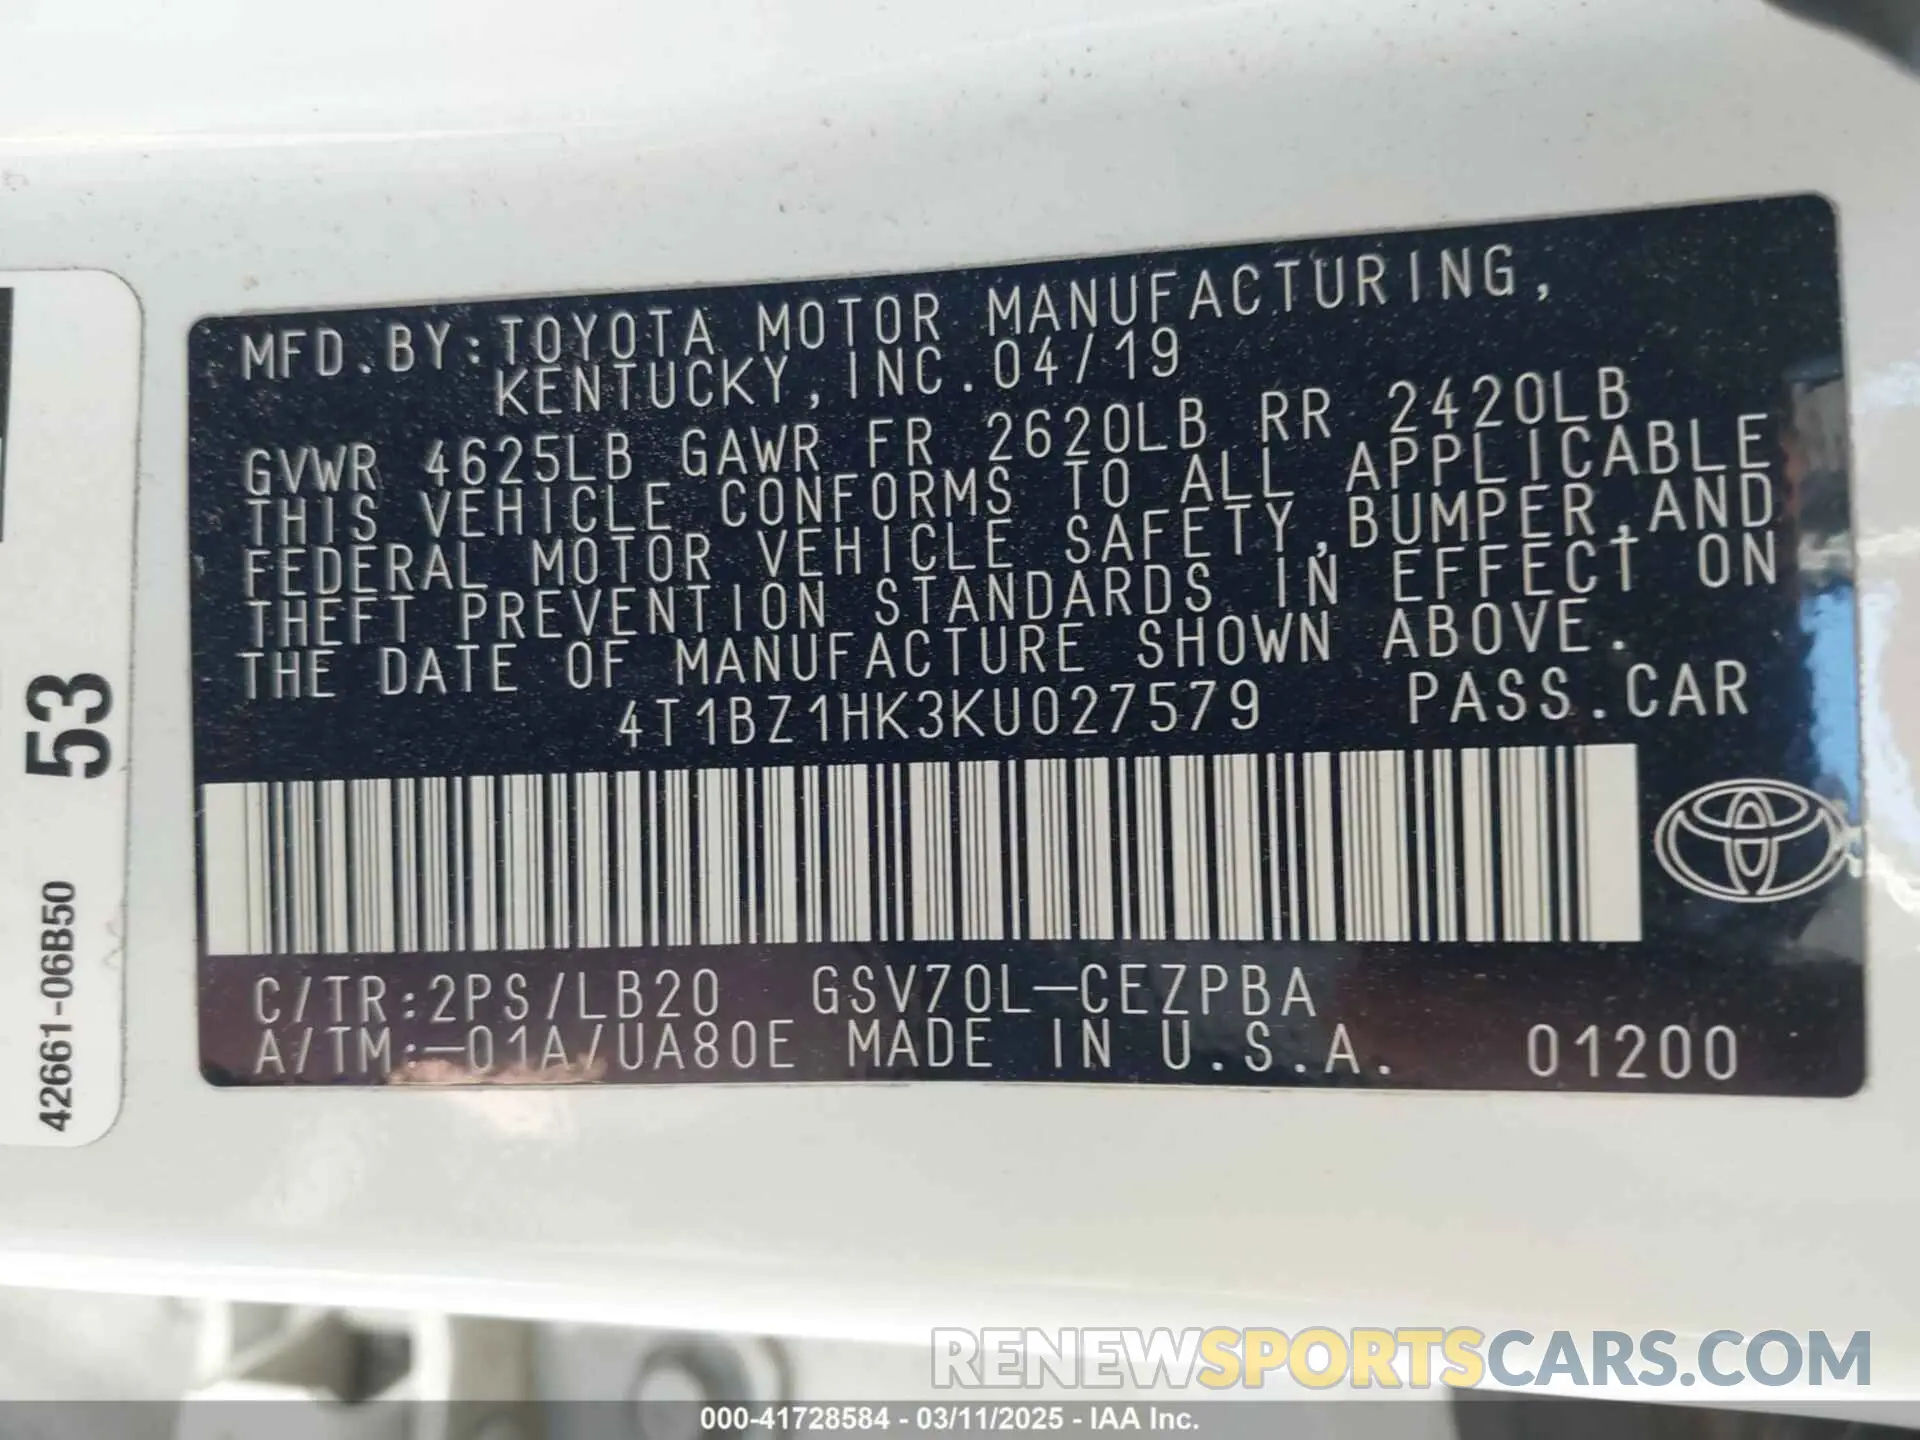 MFD.BY:TOYOTA MOTOR MANUFACTURING,
KENTUCKY, INC.04/19
GVWR 4625LB GAWR FR 2620LB RR 2420LB
THIS VEHICLE CONFORMS TO ALL APPLICABLE
FEDERAL MOTOR VEHICLE SAFETY,BUMPER,AND
THEFT PREVENTION STANDARDS IN EFFECT ON
THE DATE OF MANUFACTURE SHOWN ABOVE.
4T1BZ1HK3KU027579 PASS.CAR
C/TR:2PS/LB20 GSV70L-CEZPBA
A/TM:-01A/UA80E MADE IN U.S.A. 01200
53
42661-06B50
RENEWSPORTSCARS.COM
000-41728584 - 03/11/2025 - IAA Inc.